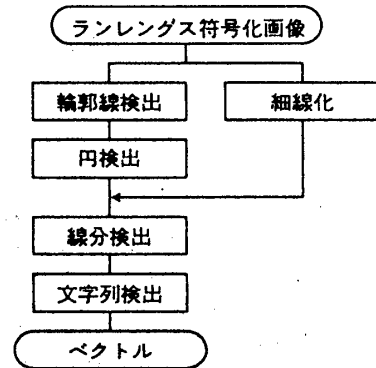 ランレングス符号化画像
輪郭線検出
細線化
円検出
線分検出
文字列検出
ベクトル